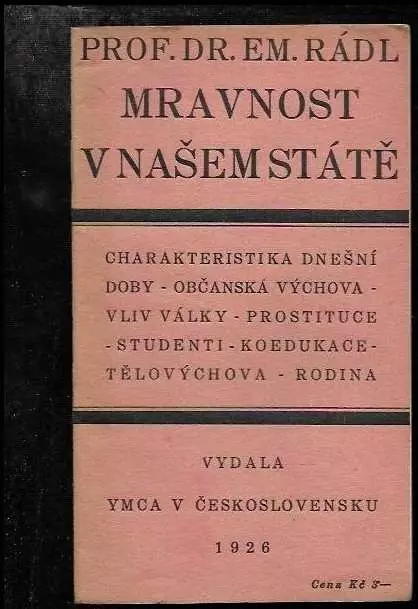 PROF. DR. EM. RÁDL
MRAVNOST
V NAŠEM STÁTĚ
CHARAKTERISTIKA DNEŠNÍ
DOBY - OBČANSKÁ VÝCHOVA -
VLIV VÁLKY - PROSTITUCE
- STUDENTI - KOEDUKACE -
TĚLOVÝCHOVA - RODINA
VYDALA
YMCA V ČESKOSLOVENSKU
1926
Cena Kč 3—